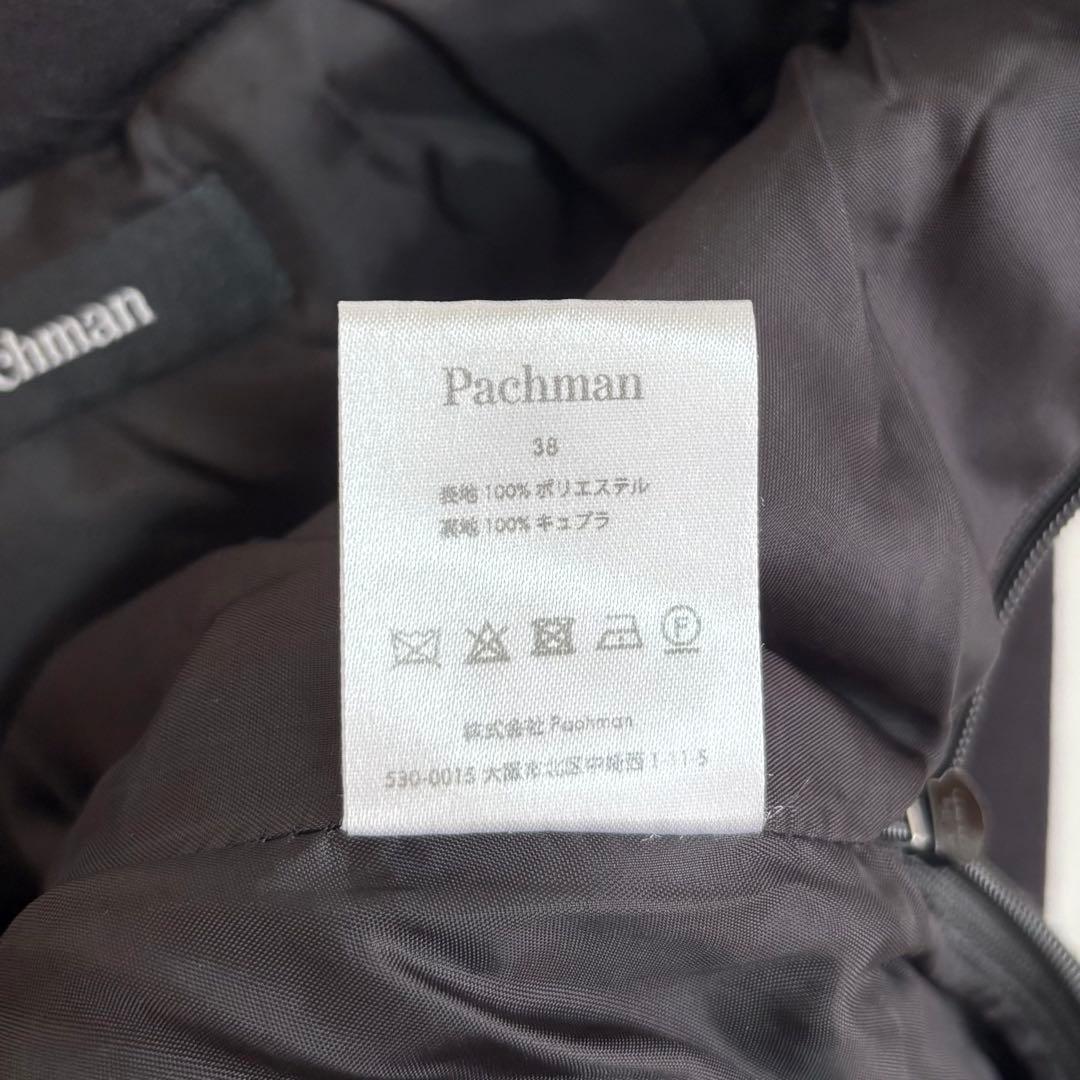 chman
Pachman
38
表地 100% ポリエステル
裏地 100% キュプラ
F
株式会社 Pachman
530-0015 大阪市北区中崎西 1-11-5